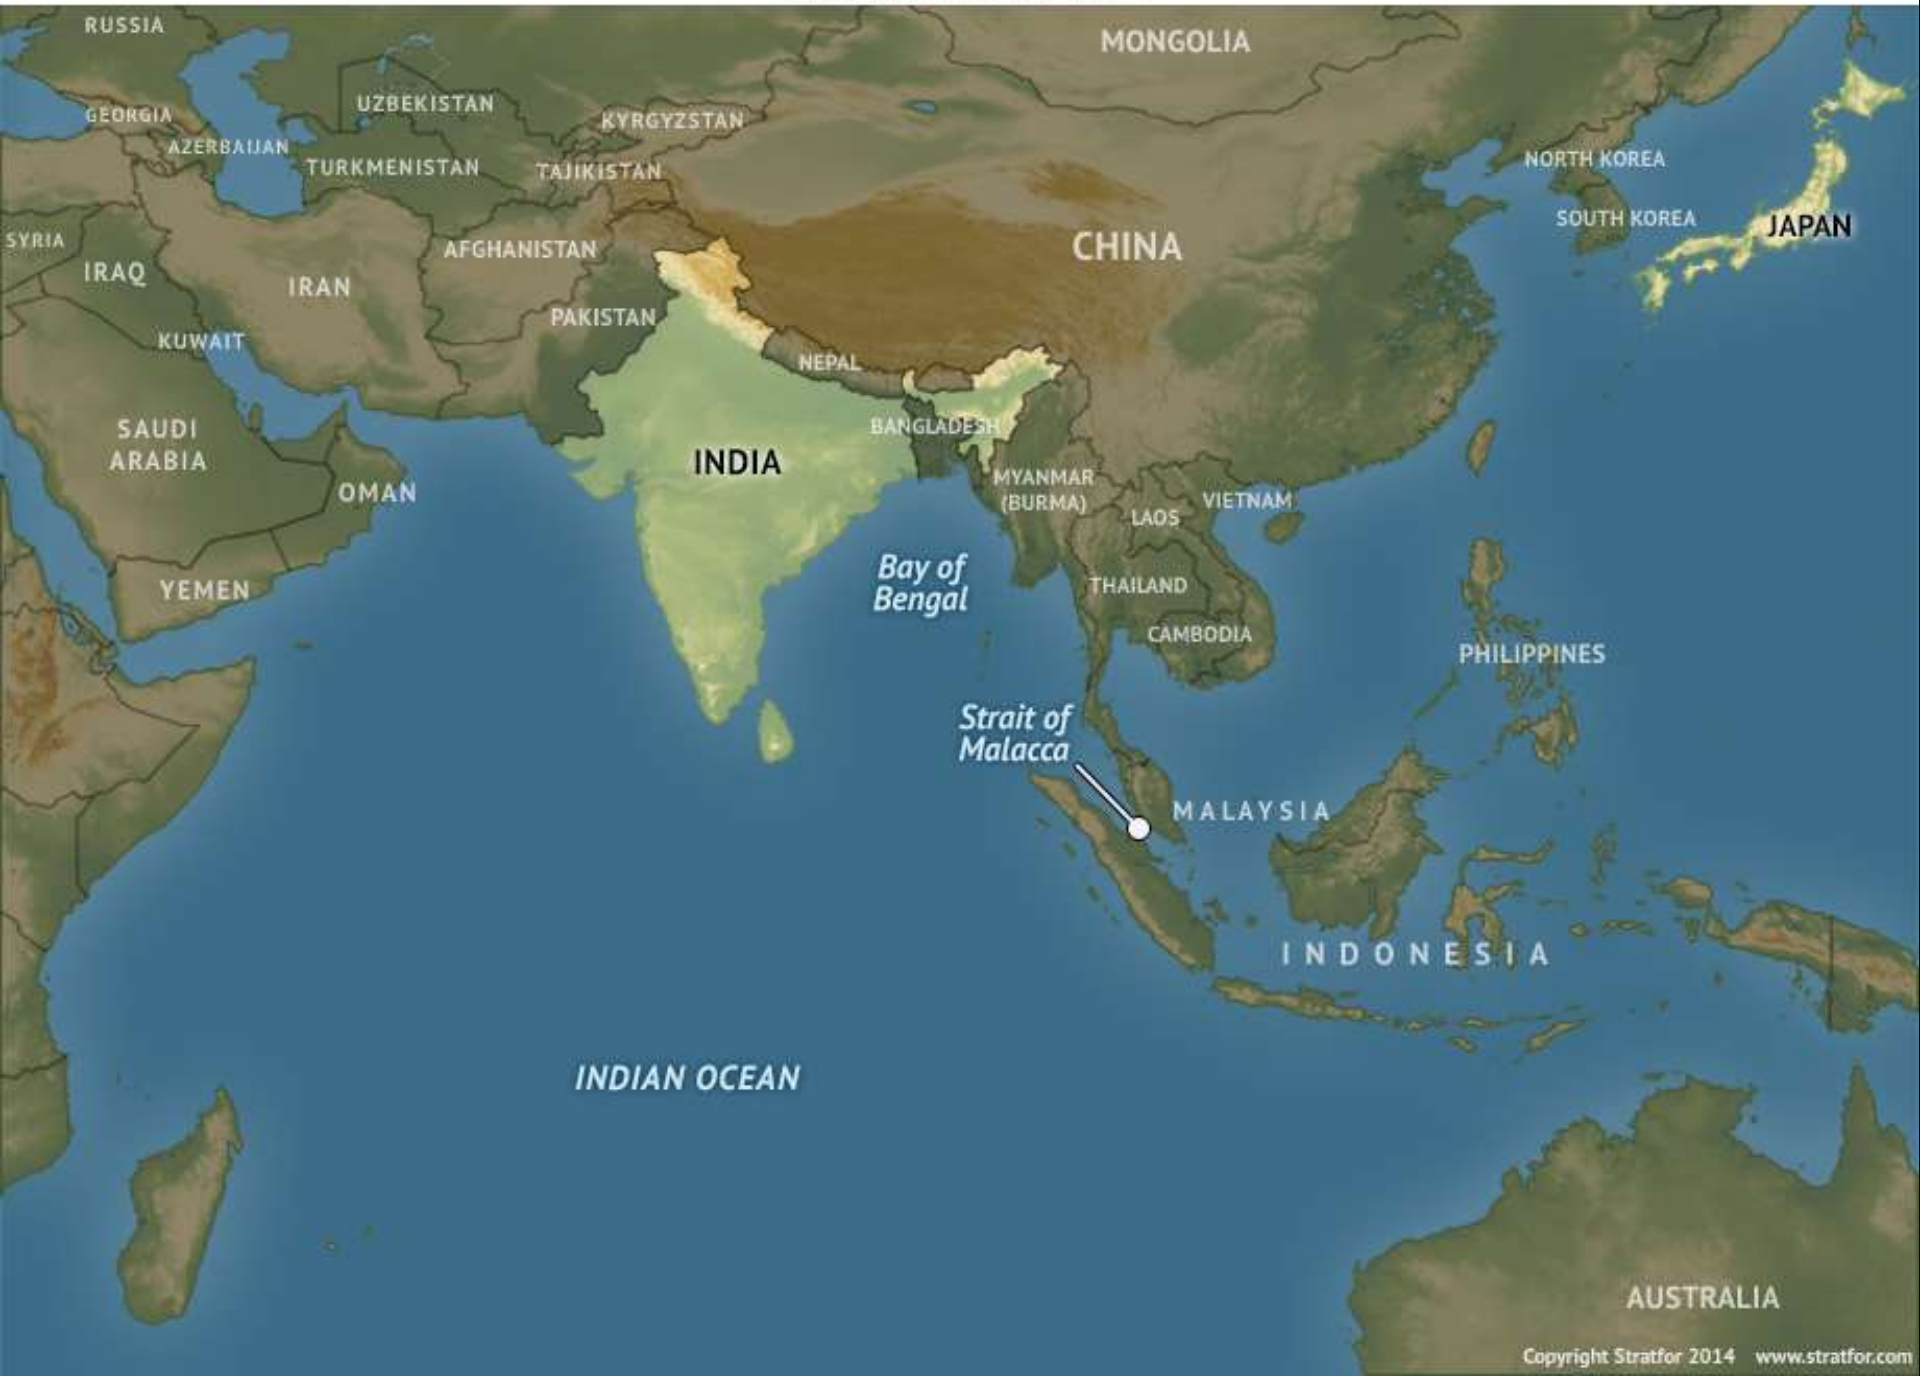 RUSSIA
MONGOLIA
UZBEKISTAN
GEORGIA
KYRGYZSTAN
AZERBAIJAN
TURKMENISTAN
TAJIKISTAN
NORTH KOREA
SOUTH KOREA
JAPAN
SYRIA
AFGHANISTAN
CHINA
IRAQ
IRAN
PAKISTAN
KUWAIT
NEPAL
SAUDI
ARABIA
BANGLADESH
INDIA
OMAN
MYANMAR
(BURMA)
LAOS
VIETNAM
Bay of
Bengal
YEMEN
THAILAND
CAMBODIA
PHILIPPINES
Strait of
Malacca
MALAYSIA
INDONESIA
INDIAN OCEAN
AUSTRALIA
Copyright Stratfor 2014 www.stratfor.com